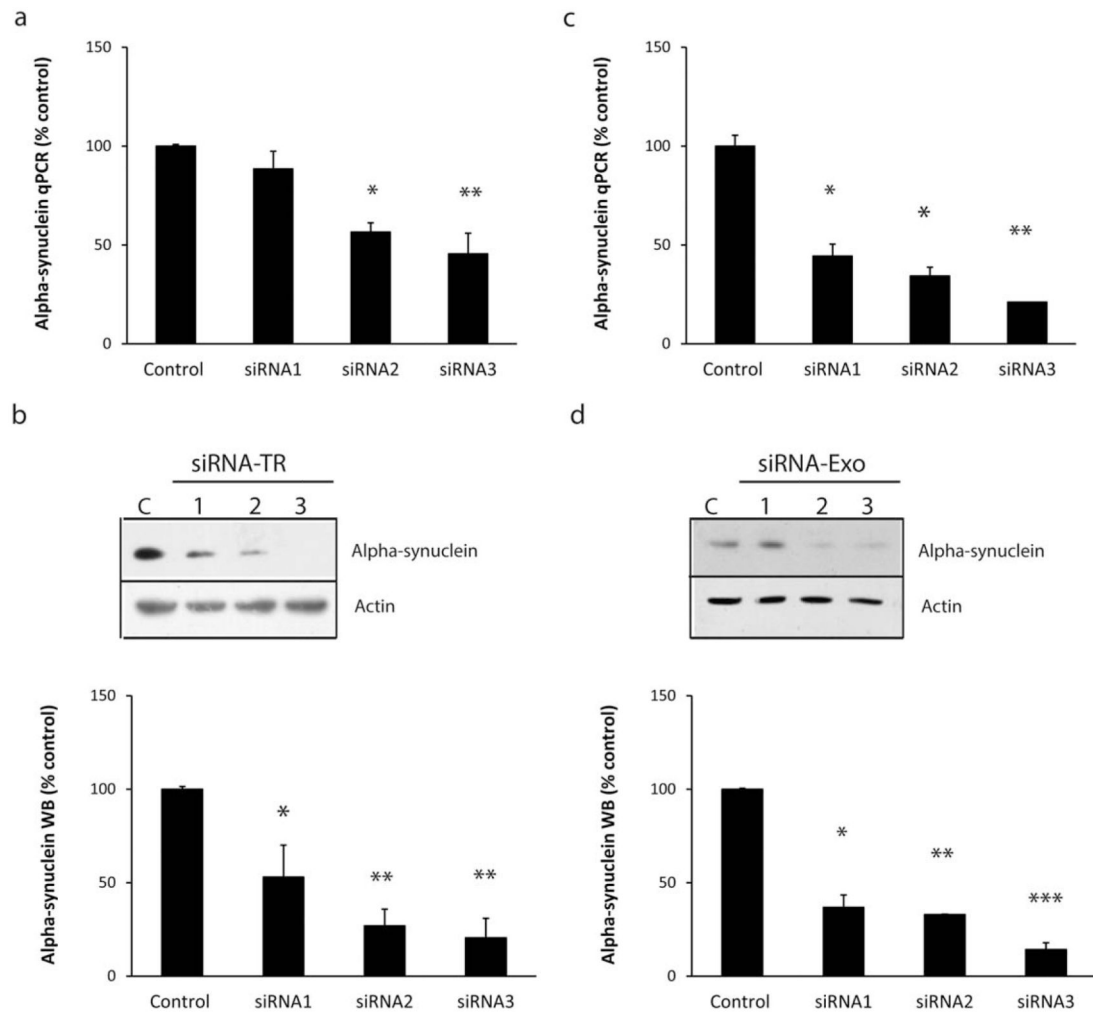 a
Alpha-synuclein qPCR (% control)
150
100
50
0
*
**
Control siRNA1 siRNA2 siRNA3
c
Alpha-synuclein qPCR (% control)
150
100
50
0
*
*
**
Control siRNA1 siRNA2 siRNA3
b
siRNA-TR
C 1 2 3
Alpha-synuclein
Actin
Alpha-synuclein WB (% control)
150
100
50
0
*
**
**
Control siRNA1 siRNA2 siRNA3
d
siRNA-Exo
C 1 2 3
Alpha-synuclein
Actin
Alpha-synuclein WB (% control)
150
100
50
0
*
**
***
Control siRNA1 siRNA2 siRNA3